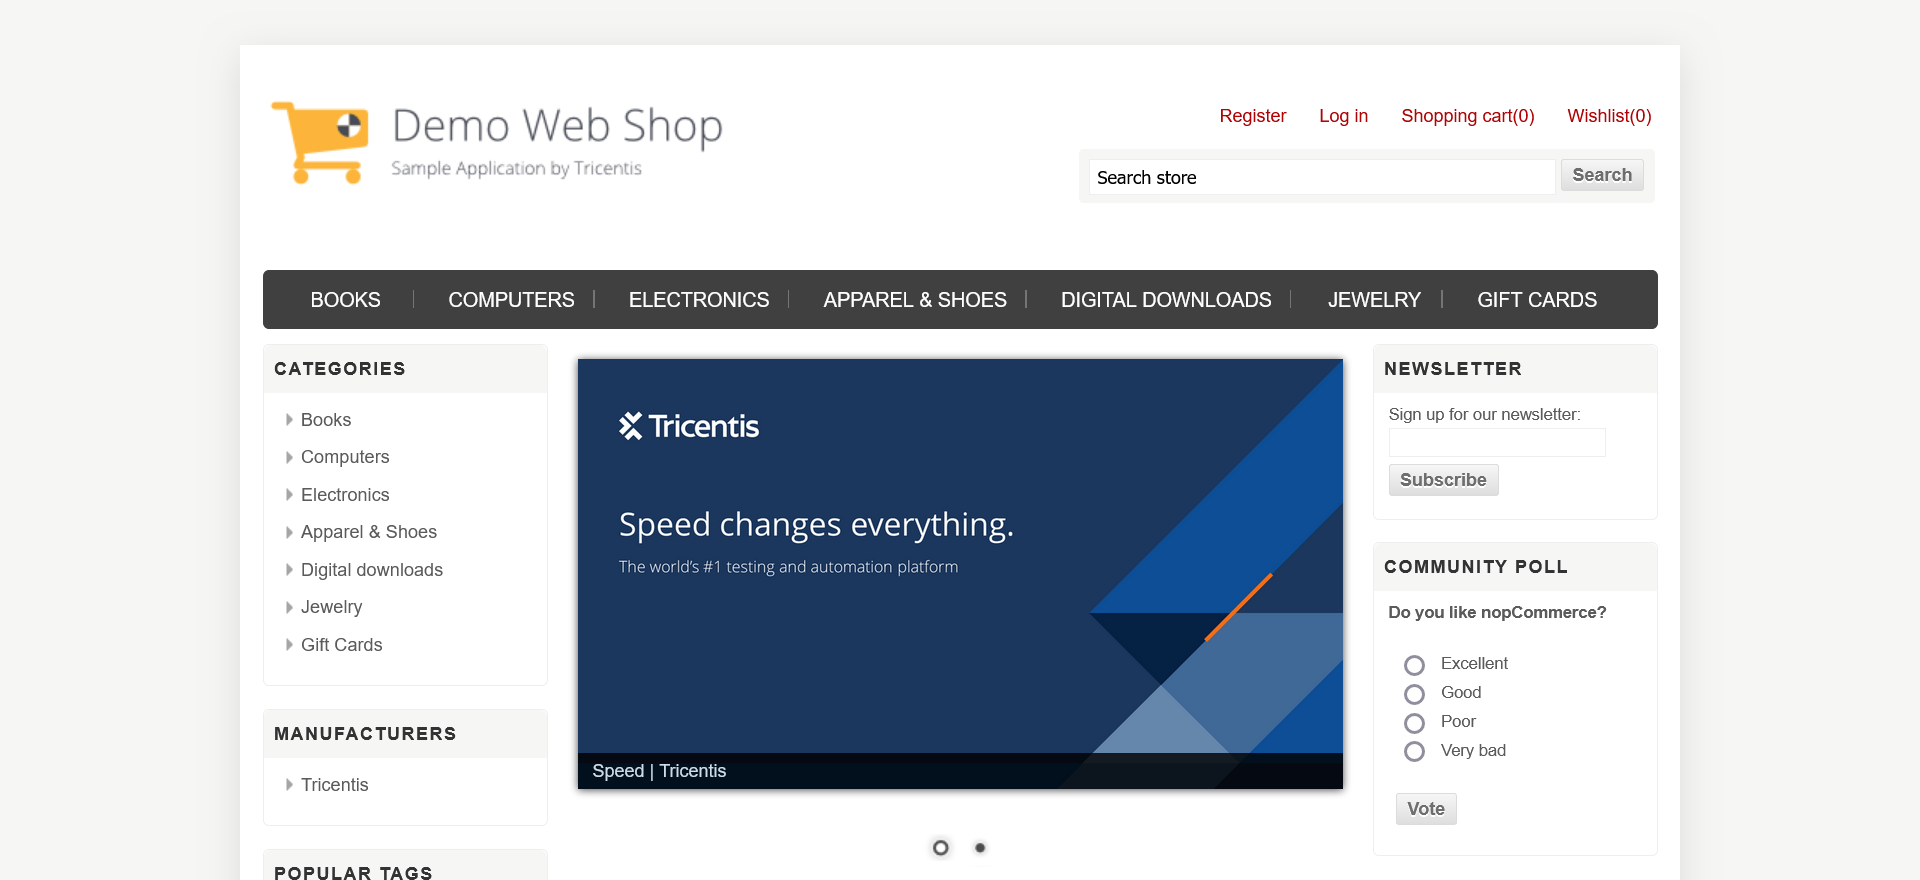 Demo Web Shop
Sample Application by Tricentis
Register Log in Shopping cart(0) Wishlist(0)
Search store Search
BOOKS COMPUTERS ELECTRONICS APPAREL & SHOES DIGITAL DOWNLOADS JEWELRY GIFT CARDS
CATEGORIES
Books
Computers
Electronics
Apparel & Shoes
Digital downloads
Jewelry
Gift Cards
MANUFACTURERS
Tricentis
POPULAR TAGS
Tricentis
Speed changes everything.
The world's #1 testing and automation platform
Speed | Tricentis
NEWSLETTER
Sign up for our newsletter:
Subscribe
COMMUNITY POLL
Do you like nopCommerce?
Excellent
Good
Poor
Very bad
Vote